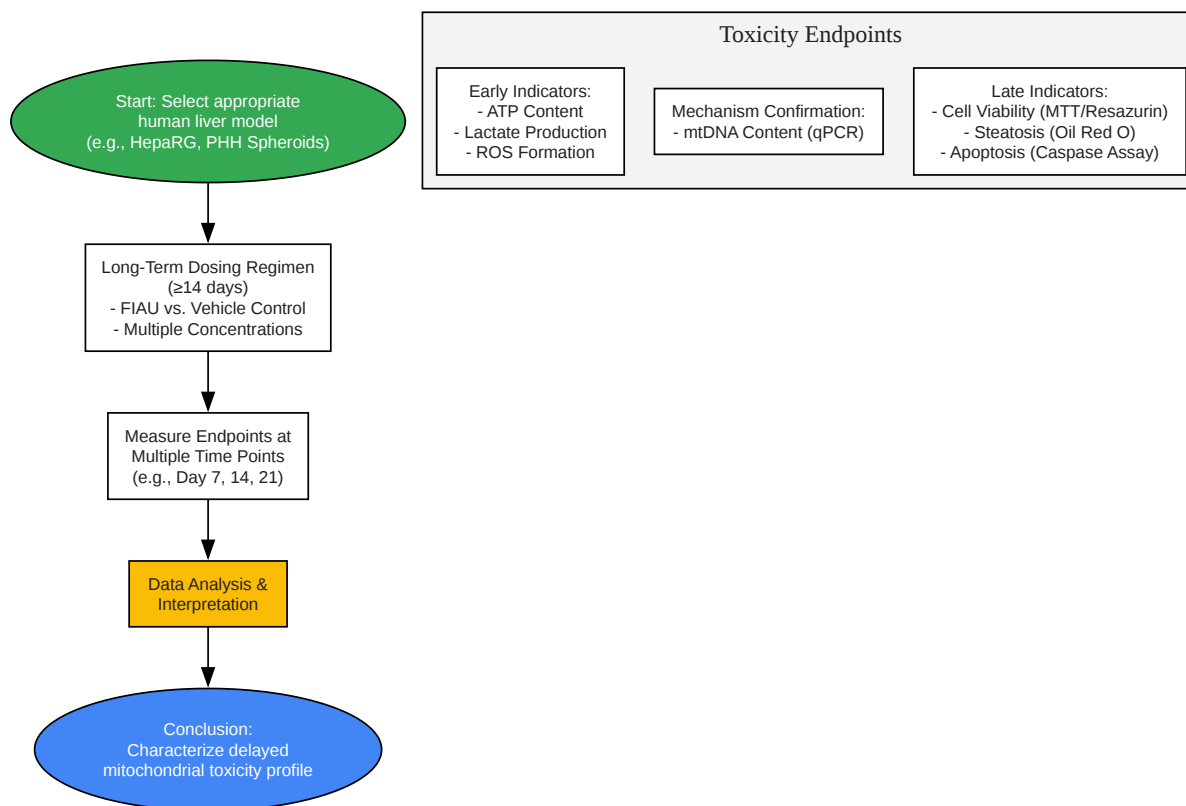 Start: Select appropriate
human liver model
(e.g., HepaRG, PHH Spheroids)
Long-Term Dosing Regimen
(≥14 days)
- FIAU vs. Vehicle Control
- Multiple Concentrations
Measure Endpoints at
Multiple Time Points
(e.g., Day 7, 14, 21)
Data Analysis &
Interpretation
Conclusion:
Characterize delayed
mitochondrial toxicity profile
Toxicity Endpoints
Early Indicators:
- ATP Content
- Lactate Production
- ROS Formation
Mechanism Confirmation:
- mtDNA Content (qPCR)
Late Indicators:
- Cell Viability (MTT/Resazurin)
- Steatosis (Oil Red O)
- Apoptosis (Caspase Assay)